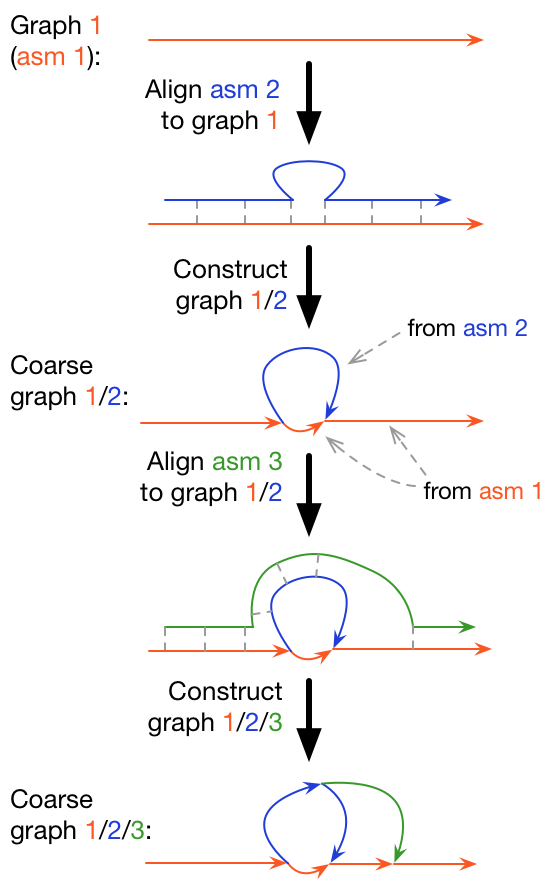 Graph 1
(asm 1):
Align asm 2
to graph 1
Construct
graph 1/2
from asm 2
Coarse
graph 1/2:
Align asm 3
to graph 1/2
from asm 1
Construct
graph 1/2/3
Coarse
graph 1/2/3: